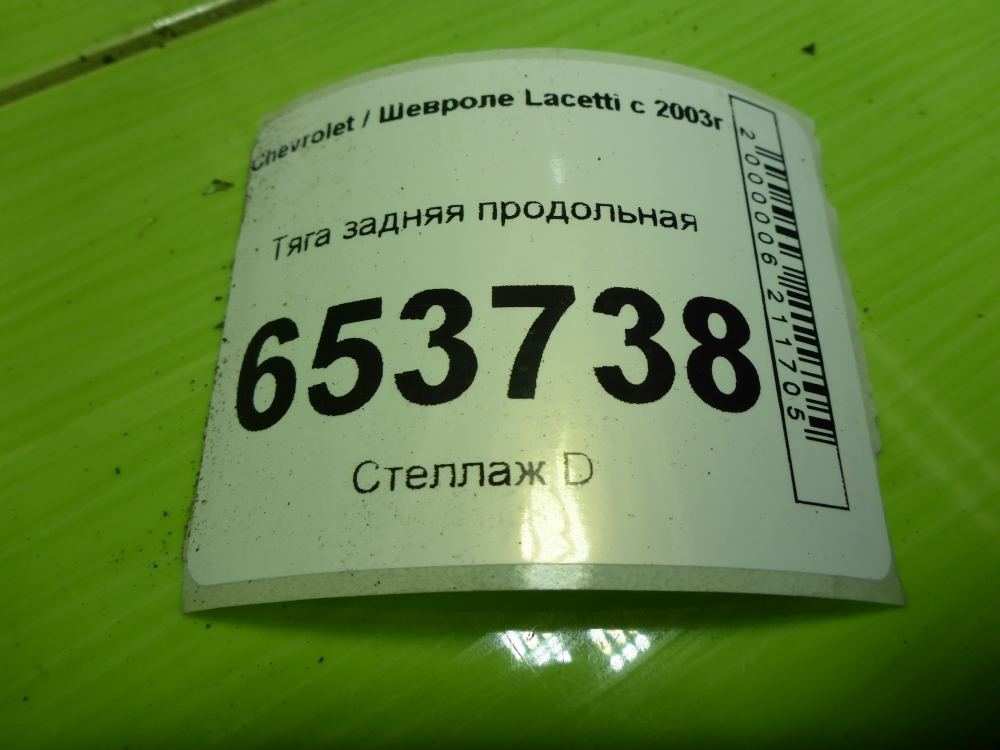 Chevrolet / Шевроле Lacetti с 2003г
Тяга задняя продольная
653738
Стеллаж D
2000006211705